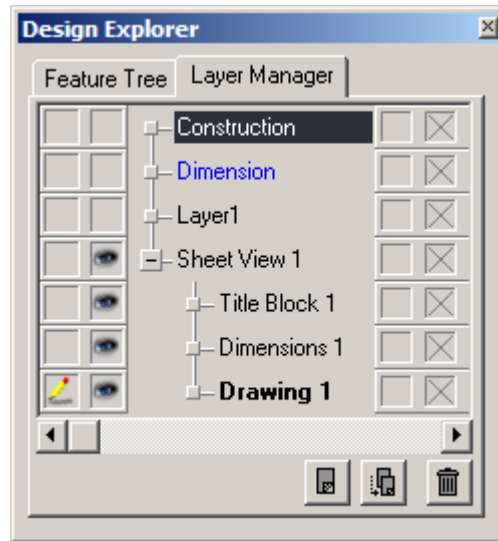 Design Explorer
Feature Tree Layer Manager
Construction
Dimension
Layer1
Sheet View 1
Title Block 1
Dimensions 1
Drawing 1